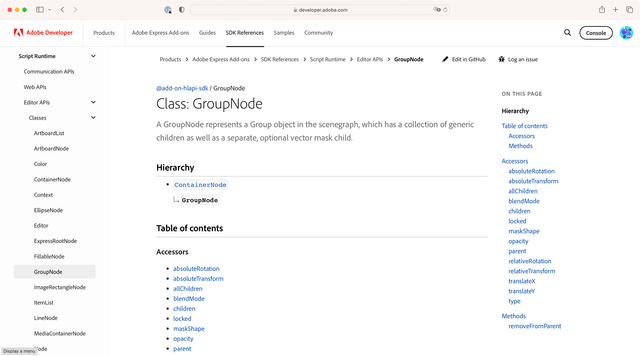 developer.adobe.com
Adobe Developer
Products
Adobe Express Add-ons
Guides
SDK References
Samples
Community
Console
Script Runtime
Communication APIs
Web APIs
Editor APIs
Classes
ArtboardList
ArtboardNode
Color
ContainerNode
Context
EllipseNode
Editor
ExpressRootNode
FillableNode
GroupNode
ImageRectangleNode
ItemList
LineNode
MediaContainerNode
Node
Display a menu
Products > Adobe Express Add-ons > SDK References > Script Runtime > Editor APIs > GroupNode
Edit in GitHub
Log an issue
@add-on-hlapi-sdk / GroupNode
Class: GroupNode
A GroupNode represents a Group object in the scenegraph, which has a collection of generic
children as well as a separate, optional vector mask child.
Hierarchy
ContainerNode
GroupNode
Table of contents
Accessors
absoluteRotation
absoluteTransform
allChildren
blendMode
children
locked
maskShape
opacity
parent
ON THIS PAGE
Hierarchy
Table of contents
Accessors
Methods
Accessors
absoluteRotation
absoluteTransform
allChildren
blendMode
children
locked
maskShape
opacity
parent
relativeRotation
relativeTransform
translateX
translateY
type
Methods
removeFromParent